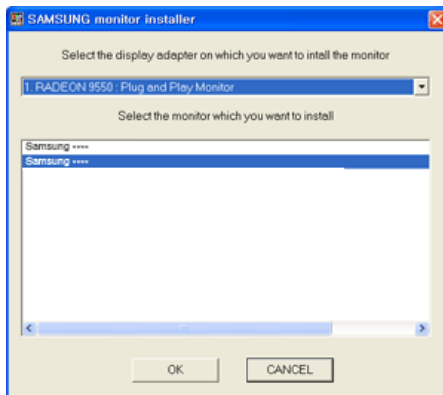 SAMSUNG monitor installer
Select the display adapter on which you want to intall the monitor
1. RADEON 9550 : Plug and Play Monitor
Select the monitor which you want to install
Samsung ****
Samsung ****
OK
CANCEL